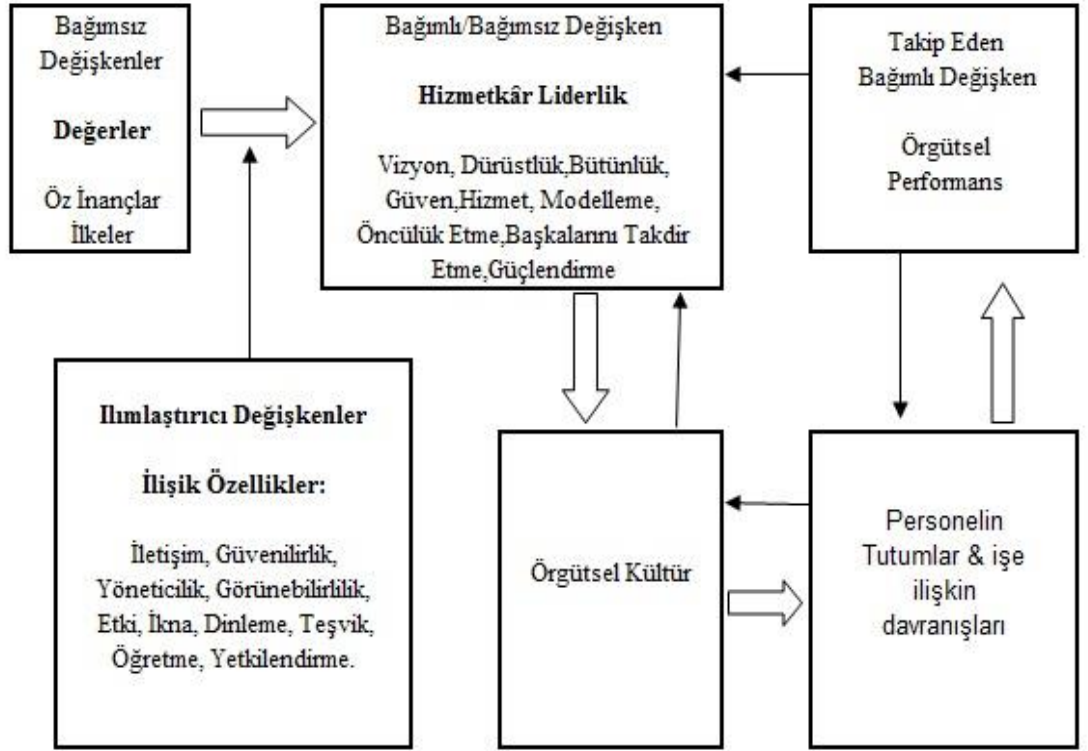 Bağımsız
Değişkenler
Değerler
Öz İnançlar
İlkeler
Bağımlı/Bağımsız Değişken
Hizmetkâr Liderlik
Vizyon, Dürüstlük,Bütünlük,
Güven,Hizmet, Modelleme,
Öncülük Etme,Başkalarını Takdir
Etme,Güçlendirme
Takip Eden
Bağımlı Değişken
Örgütsel
Performans
Ilımlaştırıcı Değişkenler
İlişik Özellikler:
İletişim, Güvenilirlik,
Yöneticilik, Görünebilirlilik,
Etki, İkna, Dinleme, Teşvik,
Öğretme, Yetkilendirme.
Örgütsel Kültür
Personelin
Tutumlar & işe
ilişkin
davranışları